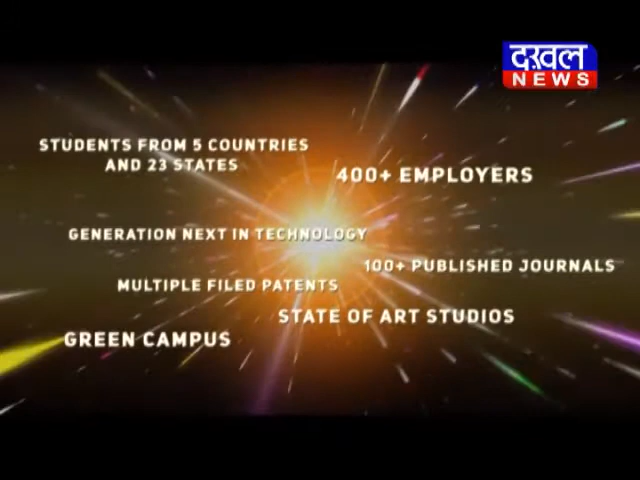 दख़ल
NEWS
STUDENTS FROM 5 COUNTRIES
AND 23 STATES
400+ EMPLOYERS
GENERATION NEXT IN TECHNOLOGY
100+ PUBLISHED JOURNALS
MULTIPLE FILED PATENTS
STATE OF ART STUDIOS
GREEN CAMPUS